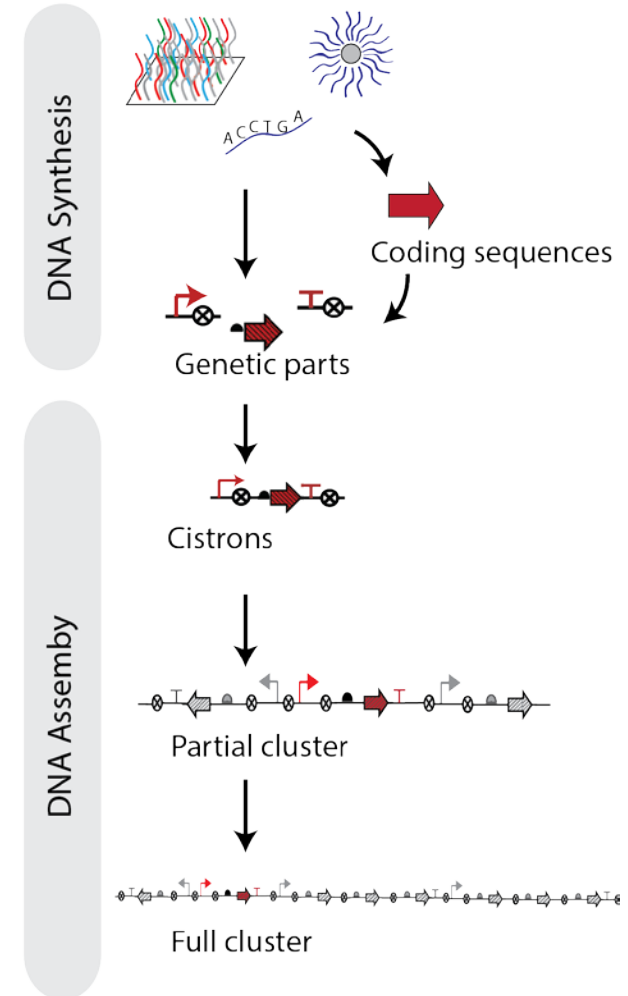 DNA Synthesis
ACCTGA
Coding sequences
Genetic parts
DNA Assemby
Cistrons
Partial cluster
Full cluster